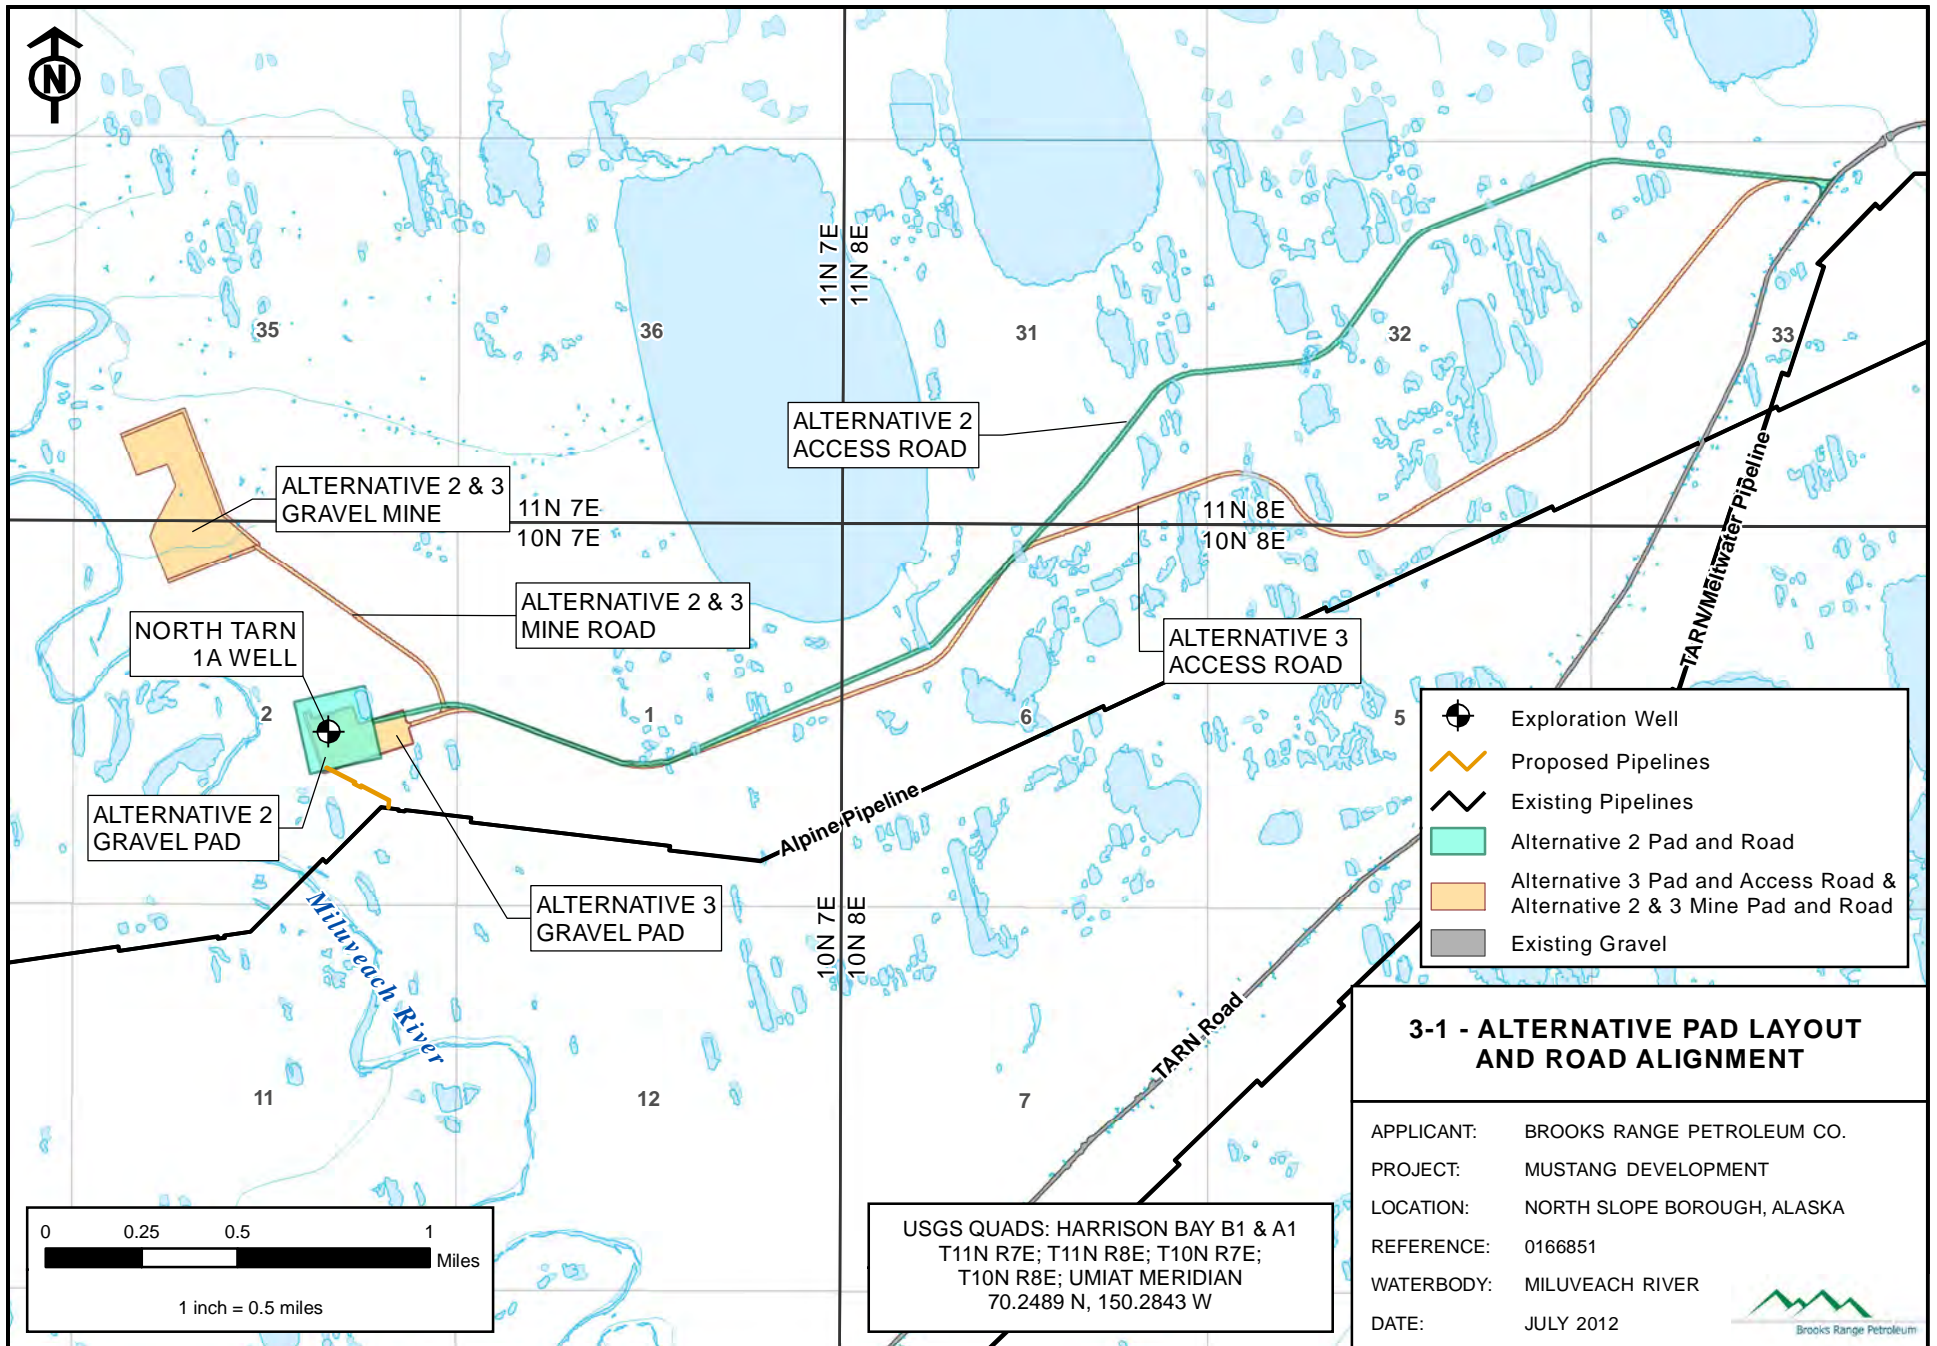 N
11N 7E
11N 8E
35
36
31
32
33
ALTERNATIVE 2
ACCESS ROAD
ALTERNATIVE 2 & 3
GRAVEL MINE
11N 7E
10N 7E
11N 8E
10N 8E
TARN/Meltwater Pipeline
ALTERNATIVE 2 & 3
MINE ROAD
NORTH TARN
1A WELL
ALTERNATIVE 3
ACCESS ROAD
2
1
6
5
ALTERNATIVE 2
GRAVEL PAD
Alpine Pipeline
ALTERNATIVE 3
GRAVEL PAD
10N 7E
10N 8E
Miluveach River
TARN Road
11
12
7
Exploration Well
Proposed Pipelines
Existing Pipelines
Alternative 2 Pad and Road
Alternative 3 Pad and Access Road &
Alternative 2 & 3 Mine Pad and Road
Existing Gravel
3-1 - ALTERNATIVE PAD LAYOUT
AND ROAD ALIGNMENT
APPLICANT: BROOKS RANGE PETROLEUM CO.
PROJECT: MUSTANG DEVELOPMENT
LOCATION: NORTH SLOPE BOROUGH, ALASKA
REFERENCE: 0166851
WATERBODY: MILUVEACH RIVER
DATE: JULY 2012
Brooks Range Petroleum
0 0.25 0.5 1
Miles
1 inch = 0.5 miles
USGS QUADS: HARRISON BAY B1 & A1
T11N R7E; T11N R8E; T10N R7E;
T10N R8E; UMIAT MERIDIAN
70.2489 N, 150.2843 W